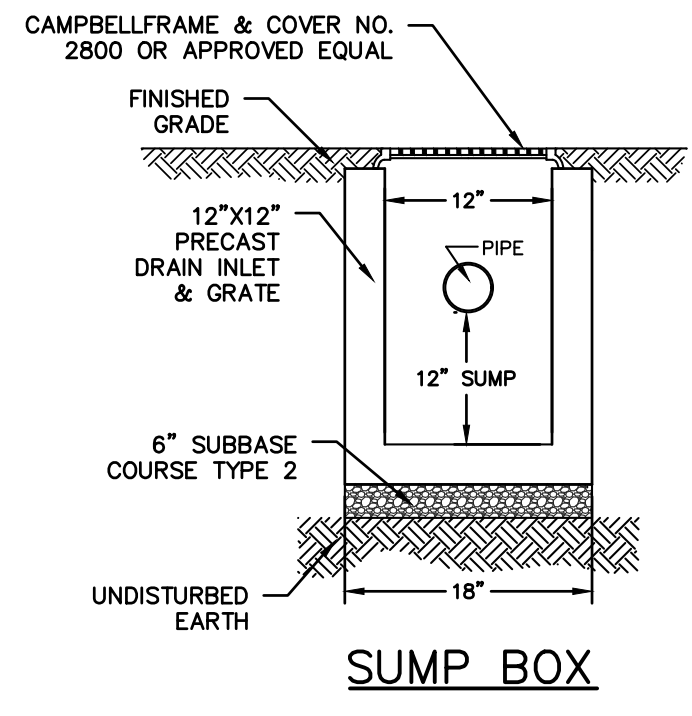 CAMPBELLFRAME & COVER NO.
2800 OR APPROVED EQUAL
FINISHED
GRADE
12"
12"X12"
PRECAST
DRAIN INLET
& GRATE
PIPE
12" SUMP
6" SUBBASE
COURSE TYPE 2
UNDISTURBED
EARTH
18"
SUMP BOX